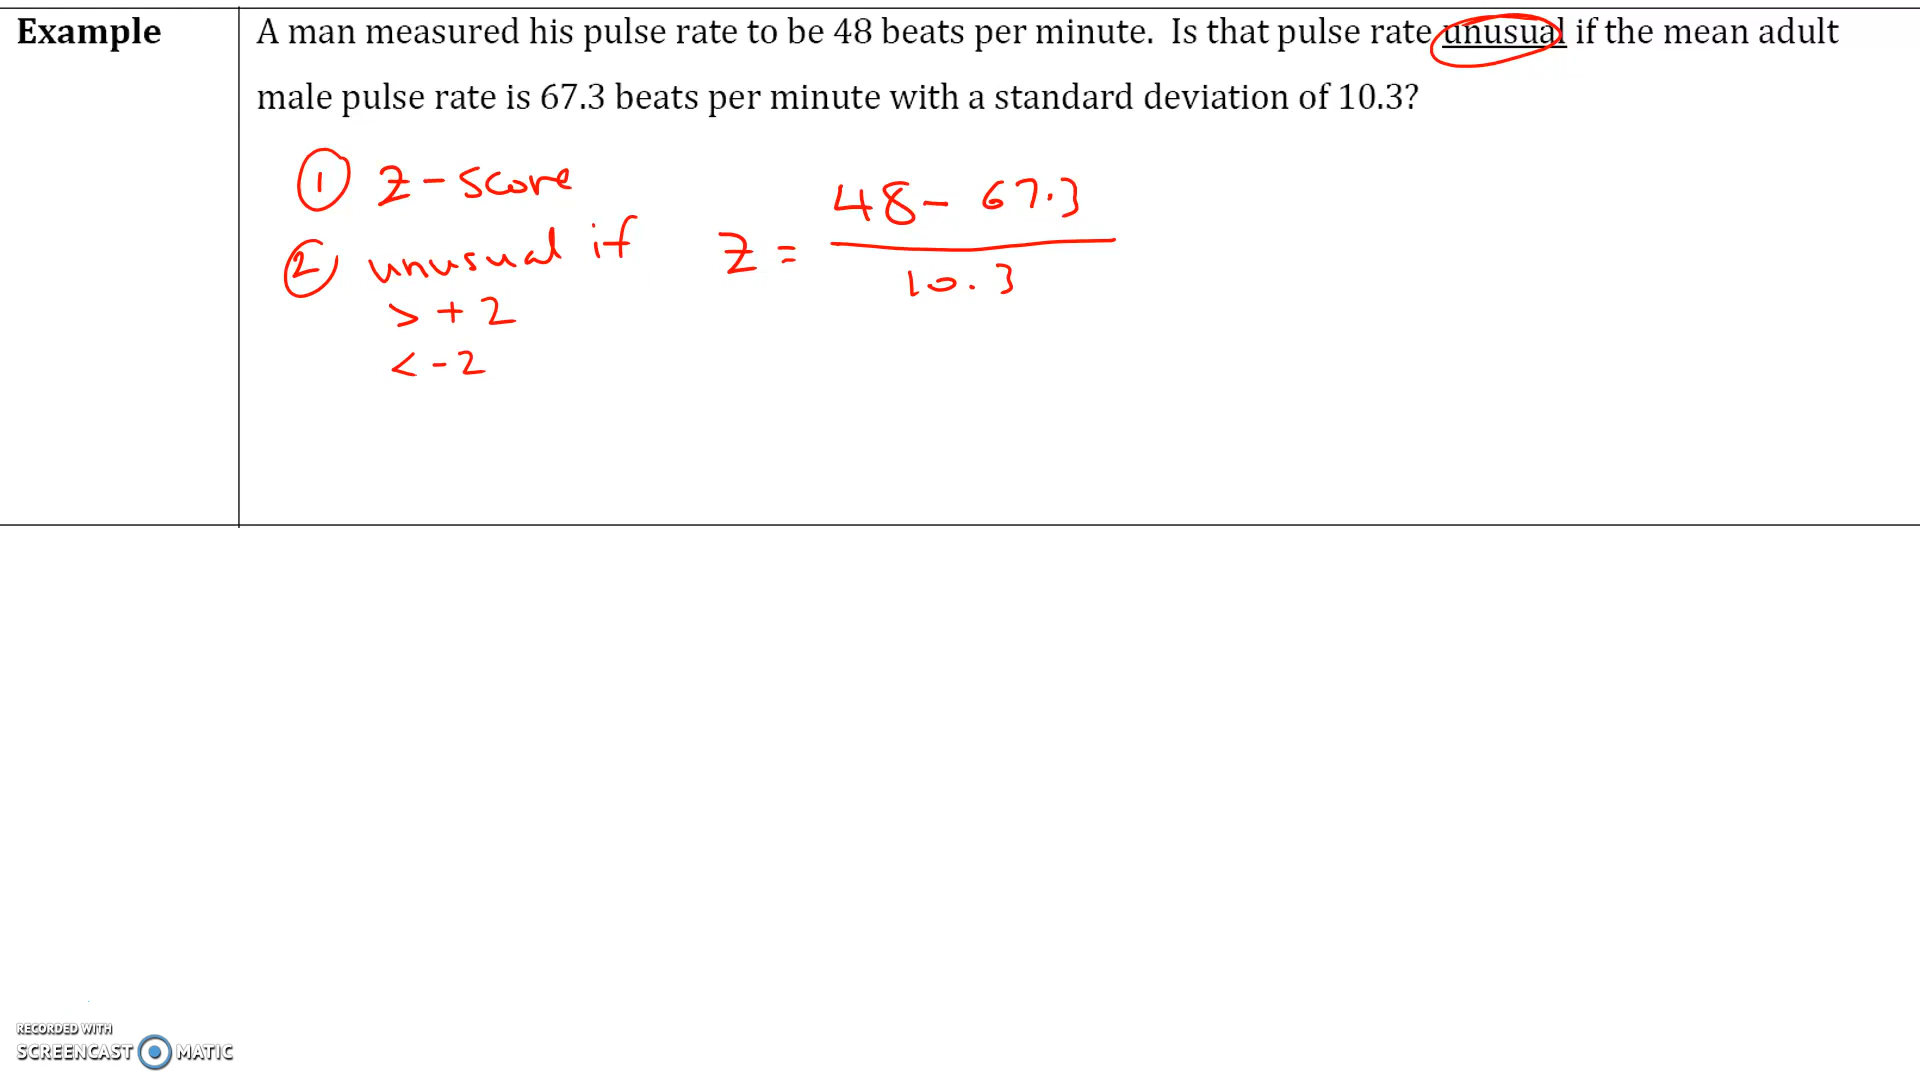 Example
A man measured his pulse rate to be 48 beats per minute. Is that pulse rate unusual if the mean adult
male pulse rate is 67.3 beats per minute with a standard deviation of 10.3?
① z-score
② unusual if
> +2
< -2
48 - 67.3
z =
10.3
RECORDED WITH
SCREENCAST MATIC